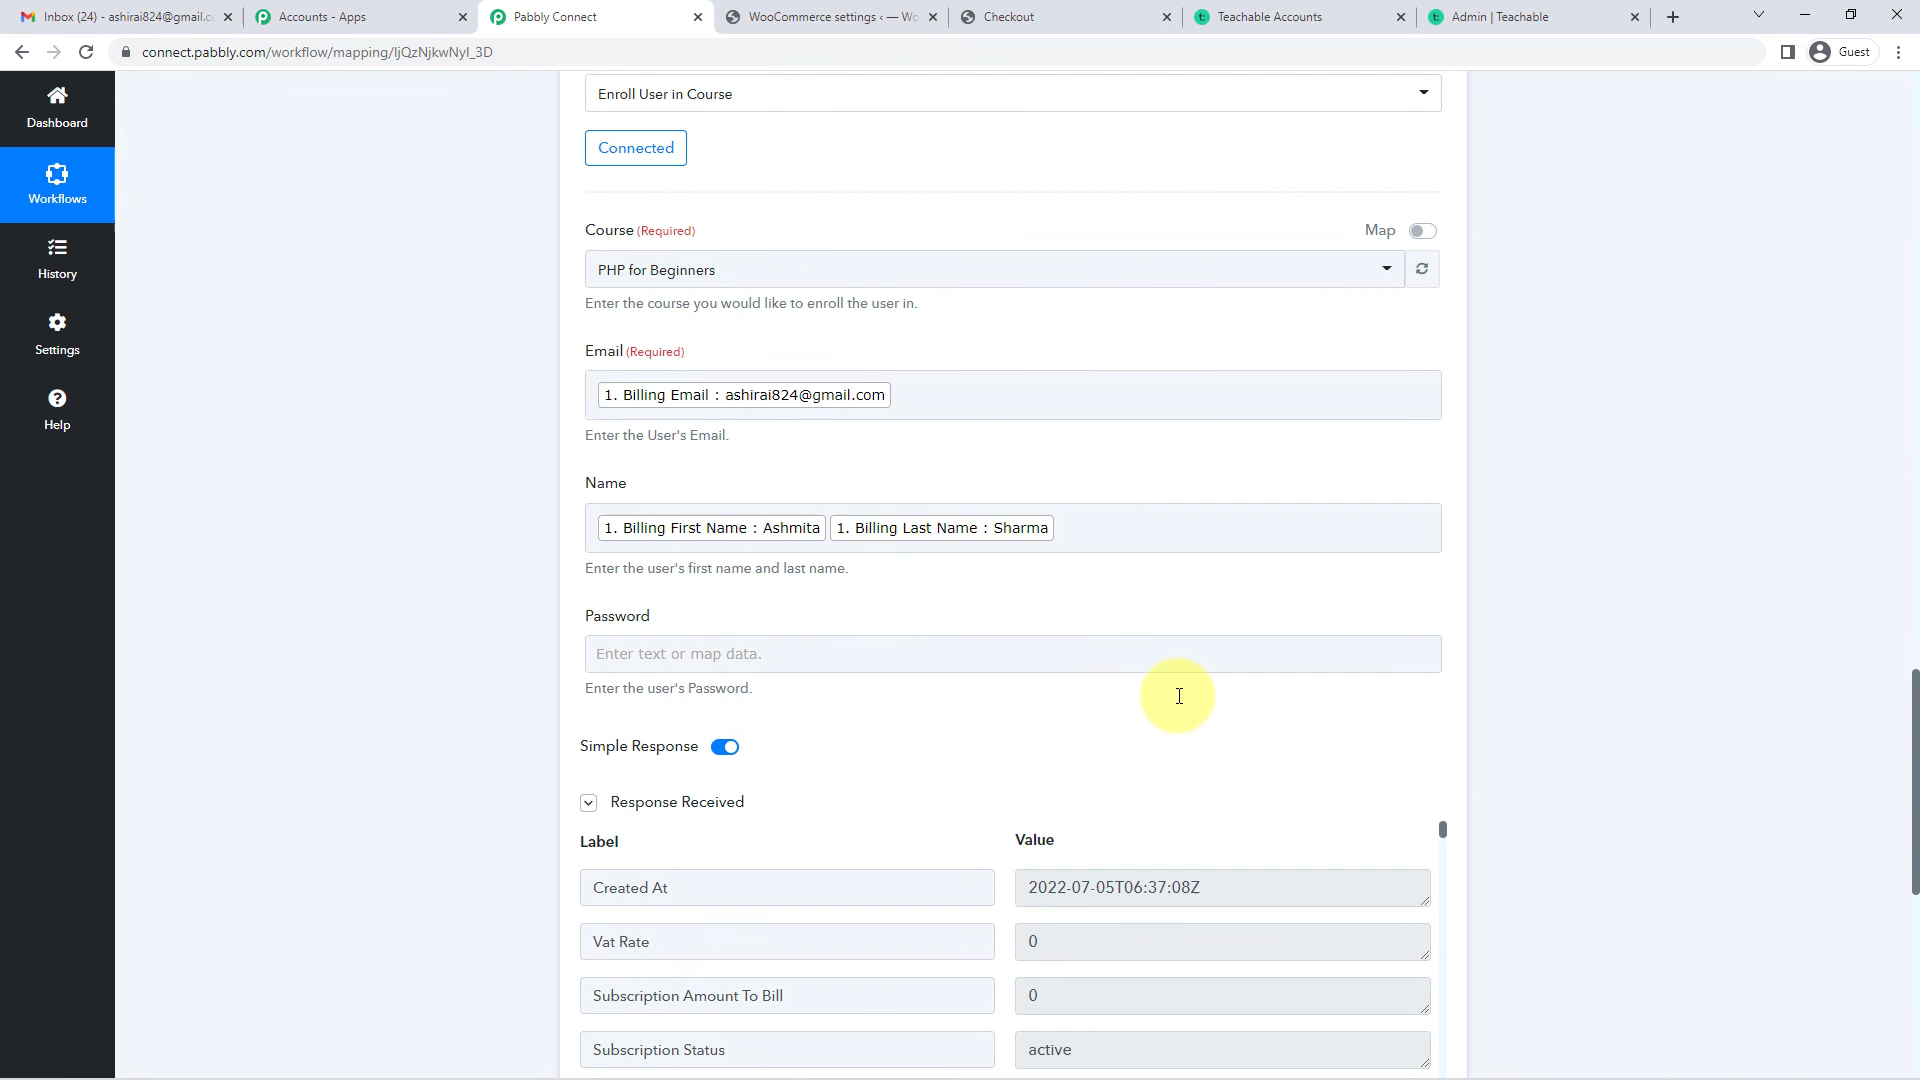 Inbox (24) - ashirai824@gmail.c
Accounts - Apps
Pabbly Connect
WooCommerce settings ‹ — Wo
Checkout
Teachable Accounts
Admin | Teachable
connect.pabbly.com/workflow/mapping/IjQzNjkwNyI_3D
Guest
Dashboard
Workflows
History
Settings
Help
Enroll User in Course
Connected
Course (Required)
Map
PHP for Beginners
Enter the course you would like to enroll the user in.
Email (Required)
1. Billing Email : ashirai824@gmail.com
Enter the User's Email.
Name
1. Billing First Name : Ashmita 1. Billing Last Name : Sharma
Enter the user's first name and last name.
Password
Enter text or map data.
Enter the user's Password.
Simple Response
Response Received
Label Value
Created At 2022-07-05T06:37:08Z
Vat Rate 0
Subscription Amount To Bill 0
Subscription Status active